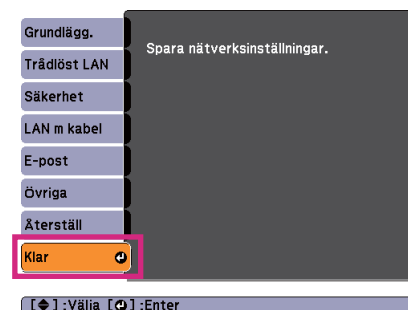 Grundlägg.
Trådlöst LAN
Säkerhet
LAN m kabel
E-post
Övriga
Återställ
Klar
Spara nätverksinställningar.
[ ] :Välja [ ] :Enter